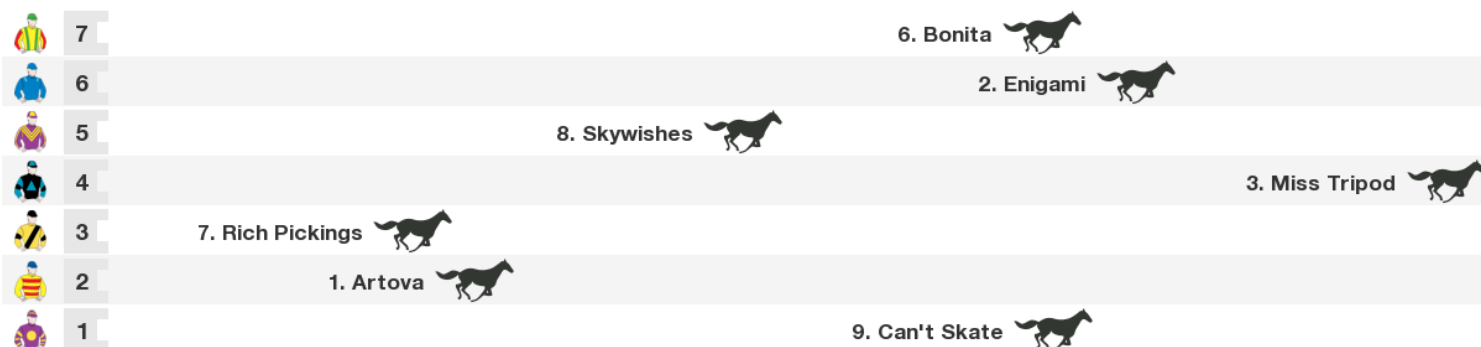 7 6. Bonita
6 2. Enigami
5 8. Skywishes
4 3. Miss Tripod
3 7. Rich Pickings
2 1. Artova
1 9. Can't Skate